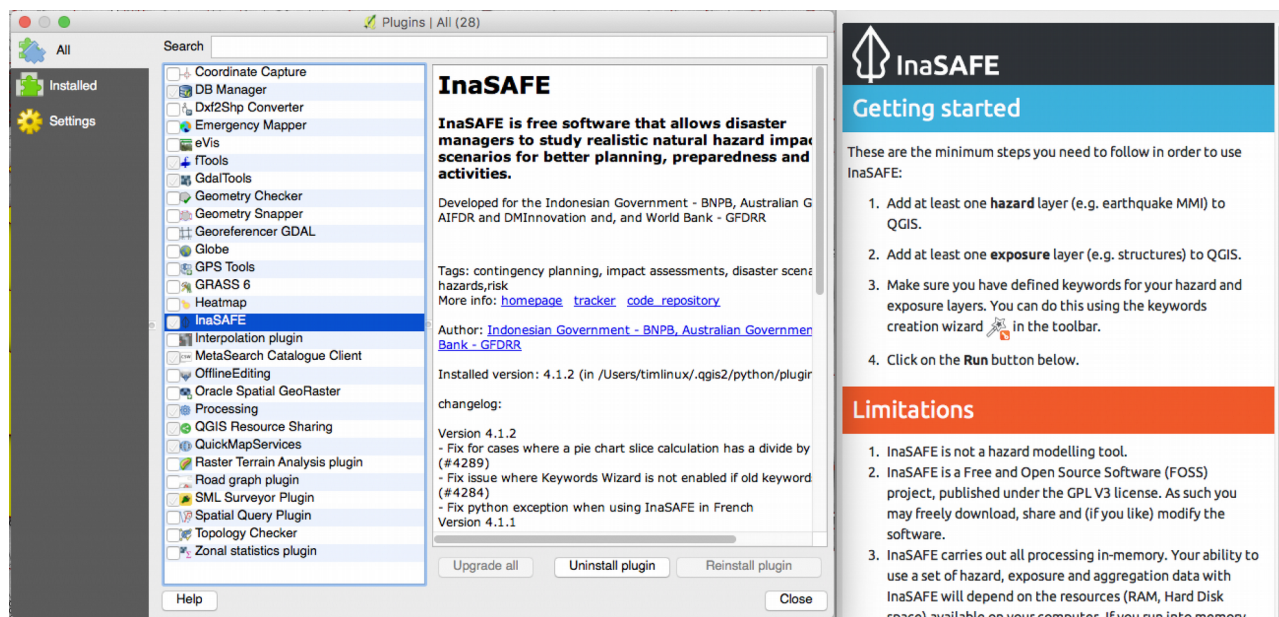 Plugins | All (28)
All
Installed
Settings
Search
Coordinate Capture
DB Manager
Dxf2Shp Converter
Emergency Mapper
eVis
fTools
GdalTools
Geometry Checker
Geometry Snapper
Georeferencer GDAL
Globe
GPS Tools
GRASS 6
Heatmap
InaSAFE
Interpolation plugin
MetaSearch Catalogue Client
OfflineEditing
Oracle Spatial GeoRaster
Processing
QGIS Resource Sharing
QuickMapServices
Raster Terrain Analysis plugin
Road graph plugin
SML Surveyor Plugin
Spatial Query Plugin
Topology Checker
Zonal statistics plugin
Help
InaSAFE
InaSAFE is free software that allows disaster
managers to study realistic natural hazard impac
scenarios for better planning, preparedness and
activities.
Developed for the Indonesian Government - BNPB, Australian G
AIFDR and DMInnovation and, and World Bank - GFDRR
Tags: contingency planning, impact assessments, disaster scena
hazards,risk
More info: homepage tracker code repository
Author: Indonesian Government - BNPB, Australian Governmen
Bank - GFDRR
Installed version: 4.1.2 (in /Users/timlinux/.qgis2/python/plugin
changelog:
Version 4.1.2
- Fix for cases where a pie chart slice calculation has a divide by
(#4289)
- Fix issue where Keywords Wizard is not enabled if old keyword
(#4284)
- Fix python exception when using InaSAFE in French
Version 4.1.1
Upgrade all Uninstall plugin Reinstall plugin
Close
InaSAFE
Getting started
These are the minimum steps you need to follow in order to use
InaSAFE:
1. Add at least one hazard layer (e.g. earthquake MMI) to
QGIS.
2. Add at least one exposure layer (e.g. structures) to QGIS.
3. Make sure you have defined keywords for your hazard and
exposure layers. You can do this using the keywords
creation wizard in the toolbar.
4. Click on the Run button below.
Limitations
1. InaSAFE is not a hazard modelling tool.
2. InaSAFE is a Free and Open Source Software (FOSS)
project, published under the GPL V3 license. As such you
may freely download, share and (if you like) modify the
software.
3. InaSAFE carries out all processing in-memory. Your ability to
use a set of hazard, exposure and aggregation data with
InaSAFE will depend on the resources (RAM, Hard Disk
space) available on your computer. If you run into memory